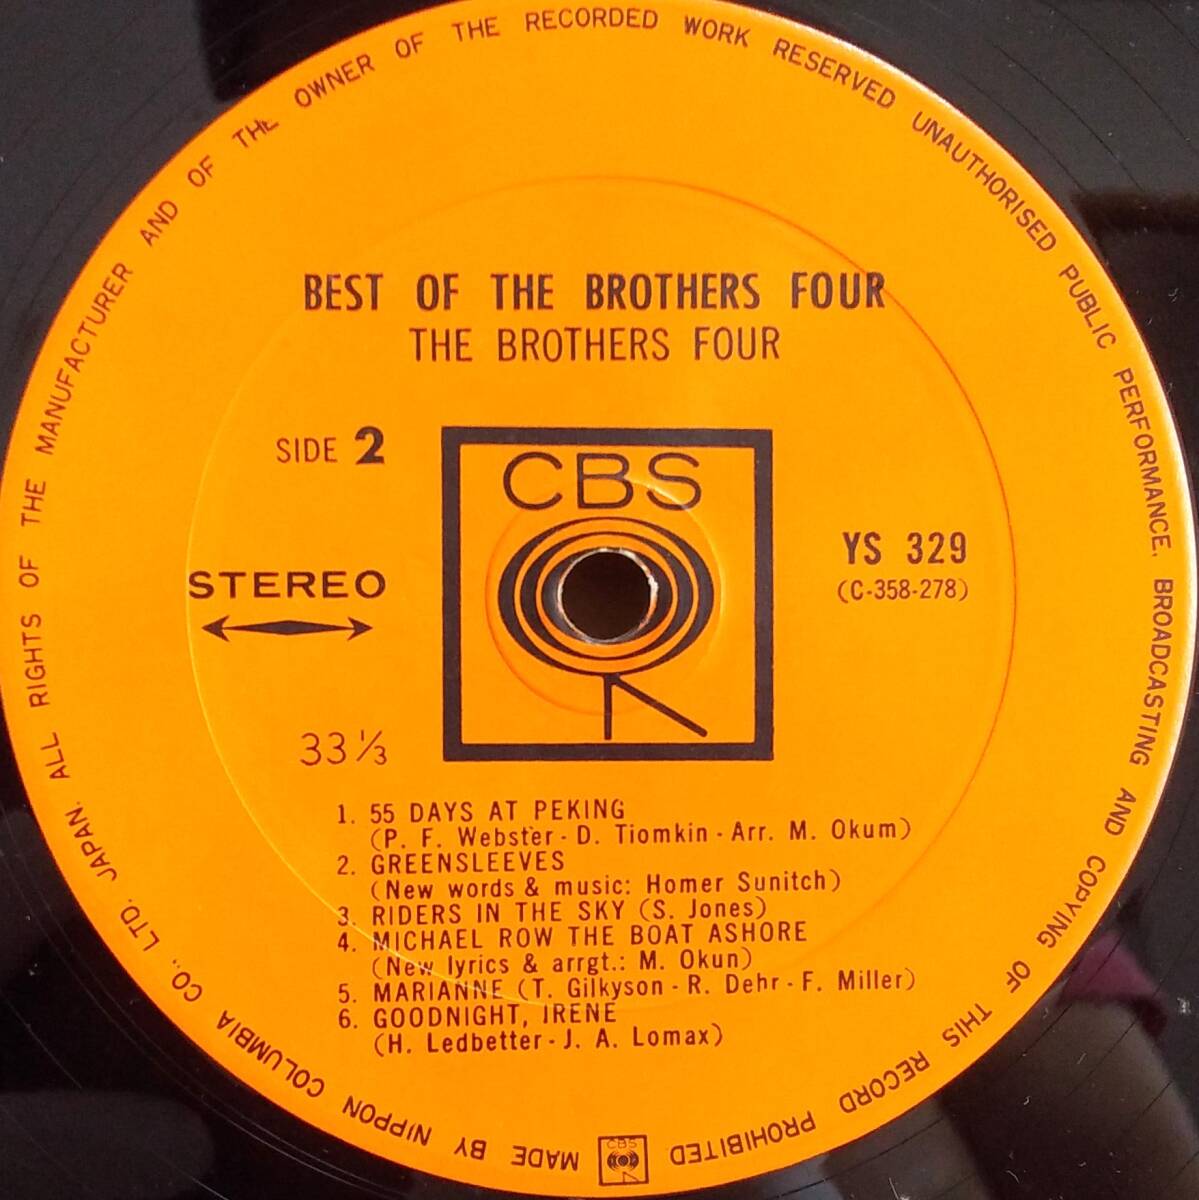 BEST OF THE BROTHERS FOUR
THE BROTHERS FOUR
SIDE 2
CBS
YS 329
(C-358-278)
STEREO
33 ⅓
1. 55 DAYS AT PEKING
(P. F. Webster - D. Tiomkin - Arr. M. Okum)
2. GREENSLEEVES
(New words & music: Homer Sunitch)
3. RIDERS IN THE SKY (S. Jones)
4. MICHAEL ROW THE BOAT ASHORE
(New lyrics & arrgt.: M. Okun)
5. MARIANNE (T. Gilkyson - R. Dehr - F. Miller)
6. GOODNIGHT, IRENE
(H. Ledbetter - J. A. Lomax)
MADE BY NIPPON COLUMBIA CO., LTD. JAPAN. ALL RIGHTS OF THE MANUFACTURER AND OF THE OWNER OF THE RECORDED WORK RESERVED UNAUTHORISED PUBLIC PERFORMANCE, BROADCASTING AND COPYING OF THIS RECORD PROHIBITED
CBS